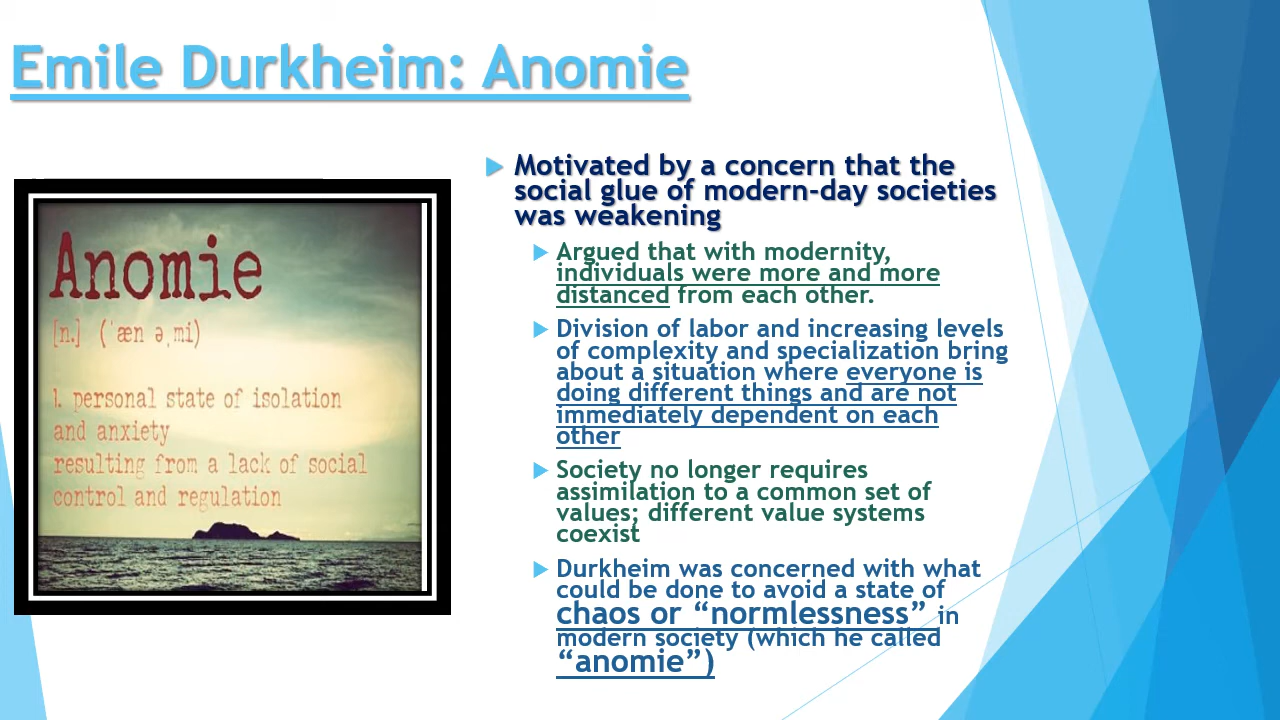 Emile Durkheim: Anomie
Anomie
[n.] (ˈæn əˌmi)
1. personal state of isolation
and anxiety
resulting from a lack of social
control and regulation
Motivated by a concern that the
social glue of modern-day societies
was weakening
Argued that with modernity,
individuals were more and more
distanced from each other.
Division of labor and increasing levels
of complexity and specialization bring
about a situation where everyone is
doing different things and are not
immediately dependent on each
other
Society no longer requires
assimilation to a common set of
values; different value systems
coexist
Durkheim was concerned with what
could be done to avoid a state of
chaos or “normlessness” in
modern society (which he called
“anomie”)